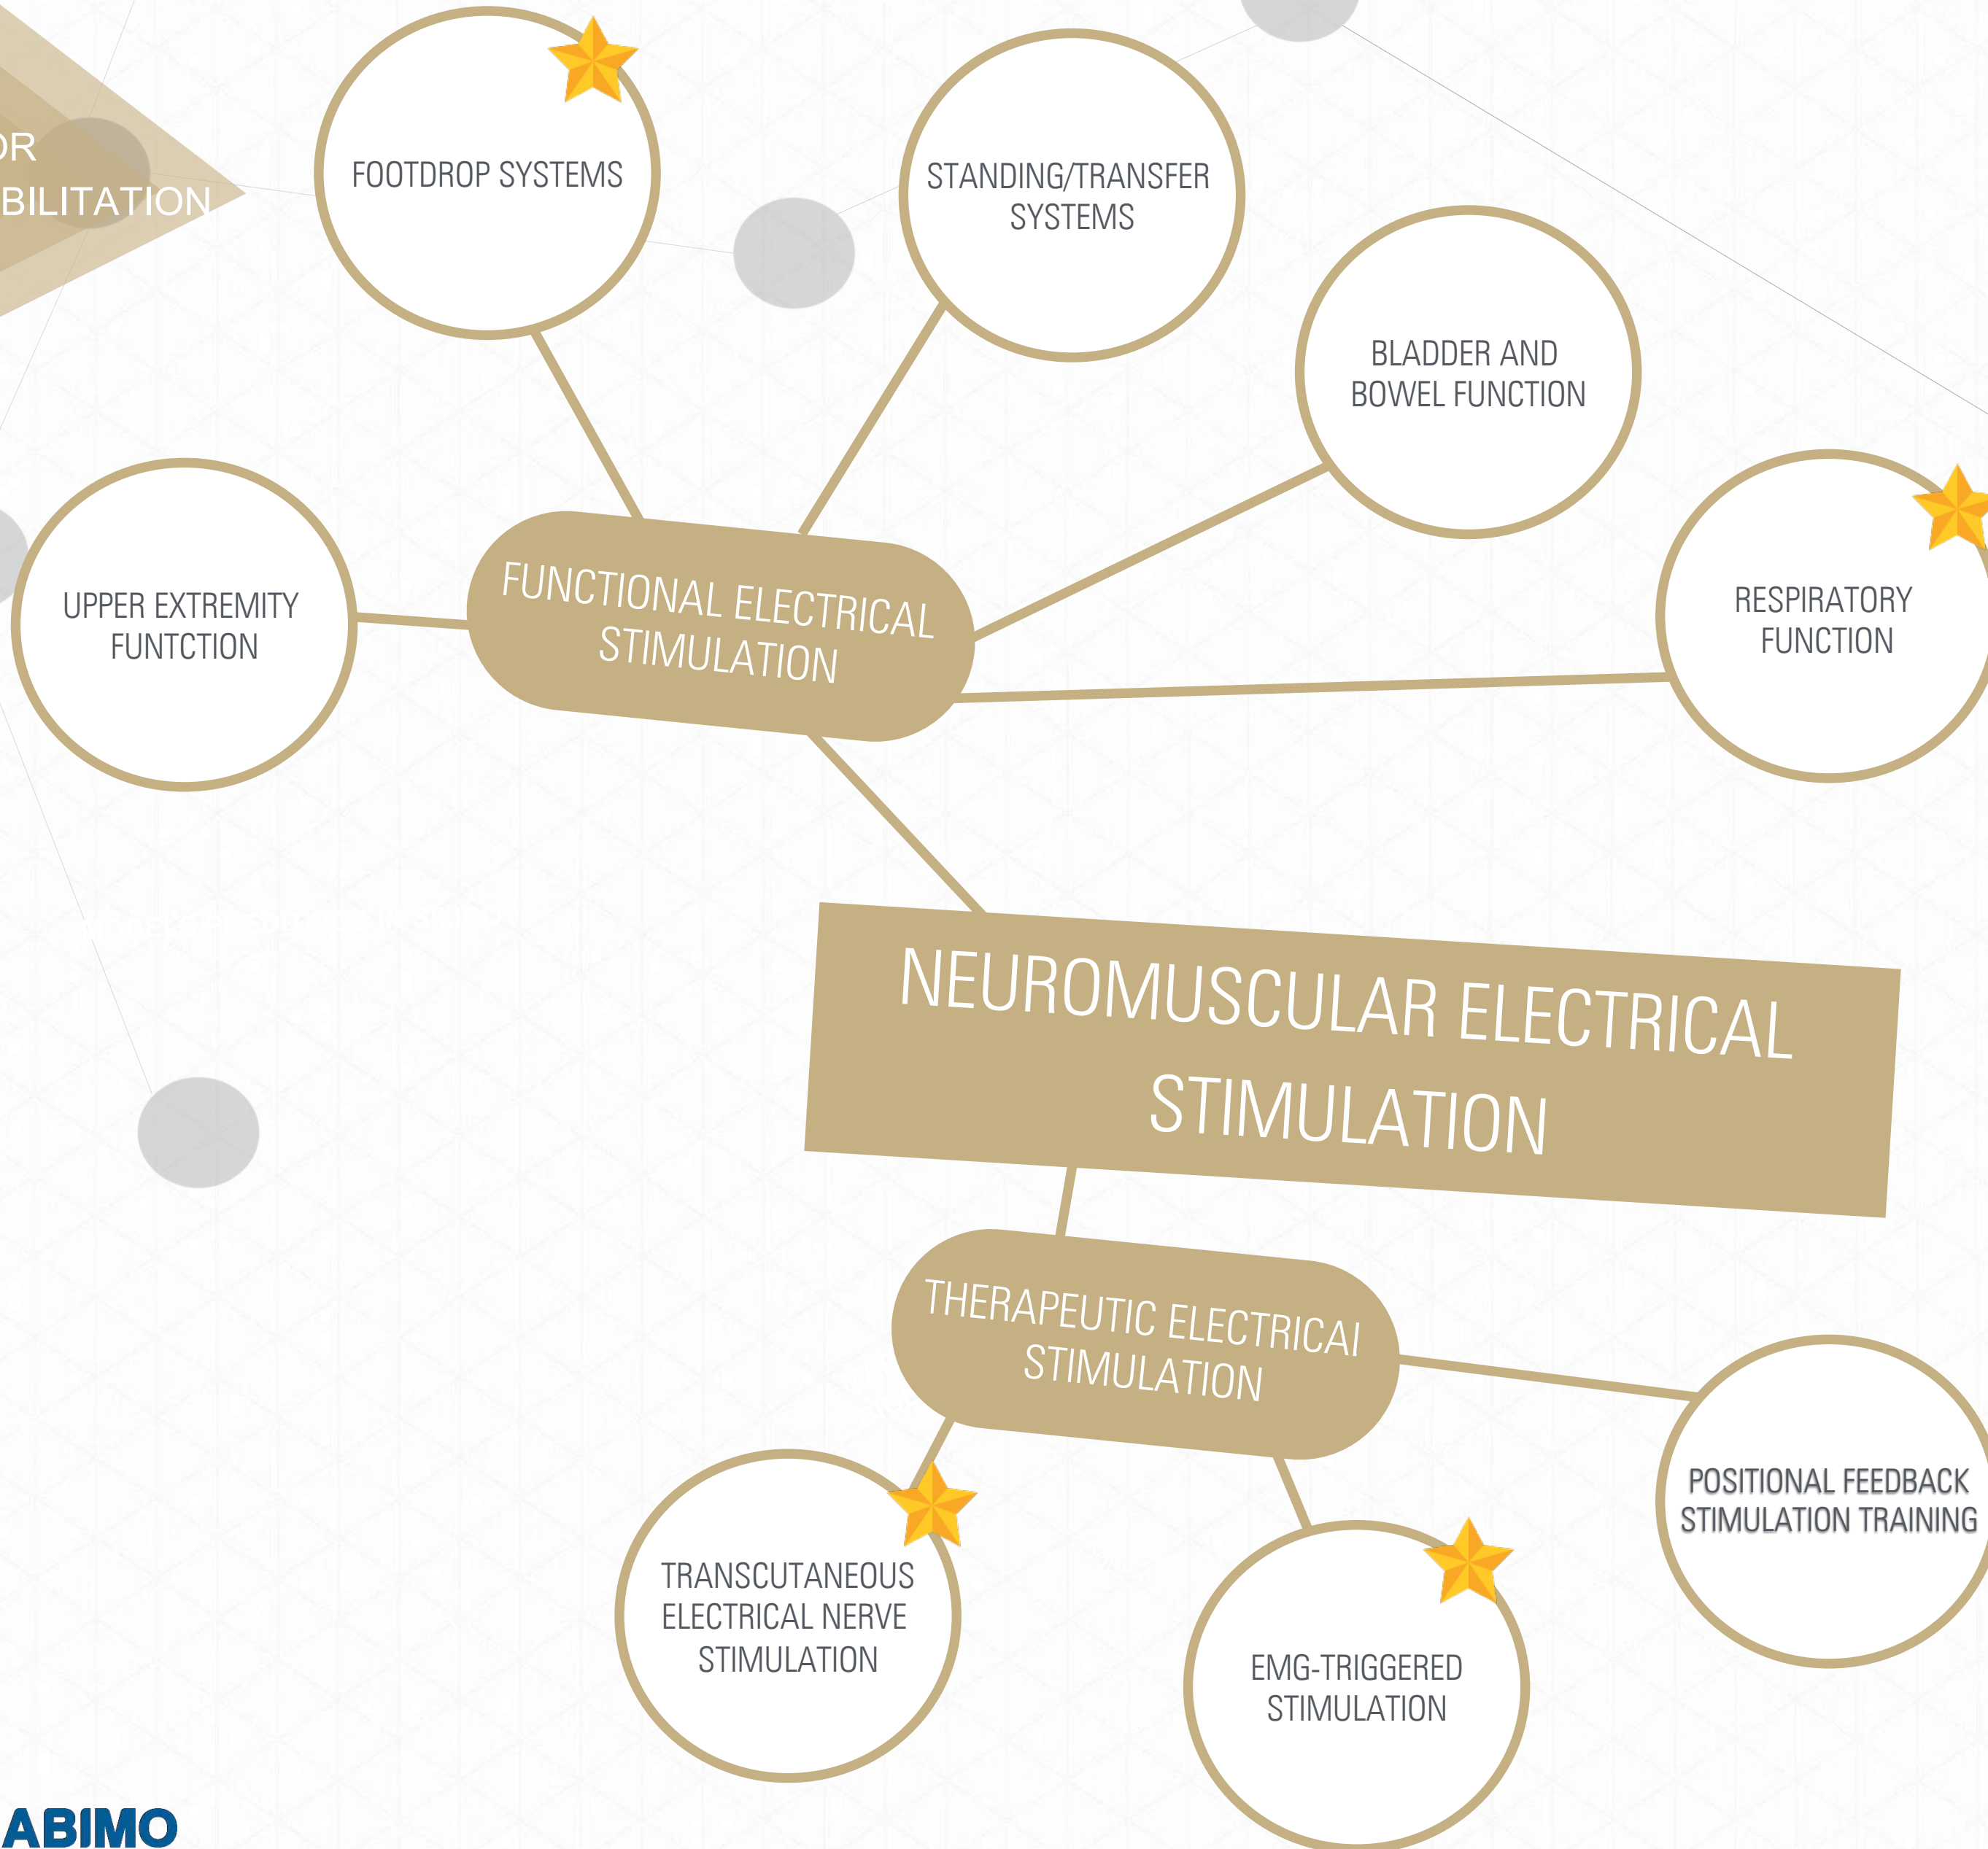 OR
BILITATION
FOOTDROP SYSTEMS
STANDING/TRANSFER
SYSTEMS
BLADDER AND
BOWEL FUNCTION
RESPIRATORY
FUNCTION
UPPER EXTREMITY
FUNTCTION
FUNCTIONAL ELECTRICAL
STIMULATION
NEUROMUSCULAR ELECTRICAL
STIMULATION
THERAPEUTIC ELECTRICAl
STIMULATION
POSITIONAL FEEDBACK
STIMULATION TRAINING
TRANSCUTANEOUS
ELECTRICAL NERVE
STIMULATION
EMG-TRIGGERED
STIMULATION
ABIMO